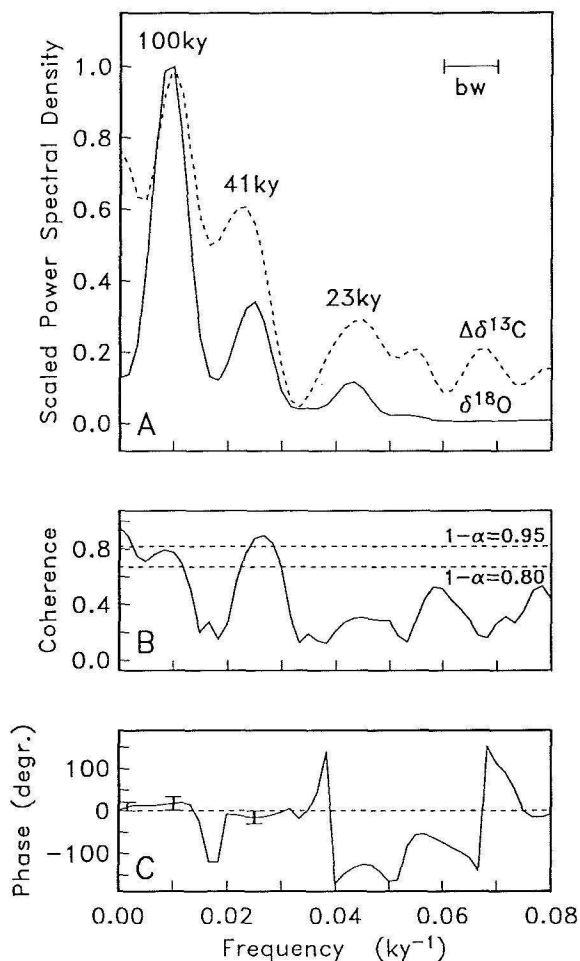 100ky
1.0
bw
0.8
0.6
41ky
0.4
23ky
Δδ¹³C
0.2
δ¹⁸O
0.0
A
Scaled Power Spectral Density
1-α=0.95
0.8
1-α=0.80
0.4
0.0
B
Coherence
100
0
-100
C
Phase (degr.)
0.00 0.02 0.04 0.06 0.08
Frequency (ky⁻¹)